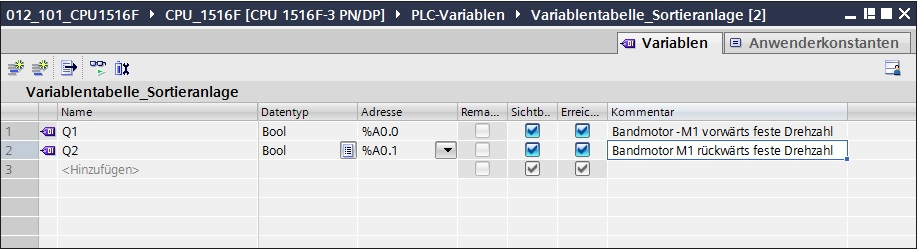 012_101_CPU1516F ▸ CPU_1516F [CPU 1516F-3 PN/DP] ▸ PLC-Variablen ▸ Variablentabelle_Sortieranlage [2]
Variablen Anwenderkonstanten
Variablentabelle_Sortieranlage
Name Datentyp Adresse Rema... Sichtb.. Erreic... Kommentar
1 Q1 Bool %A0.0 Bandmotor -M1 vorwärts feste Drehzahl
2 Q2 Bool %A0.1 Bandmotor M1 rückwärts feste Drehzahl
3 <Hinzufügen>